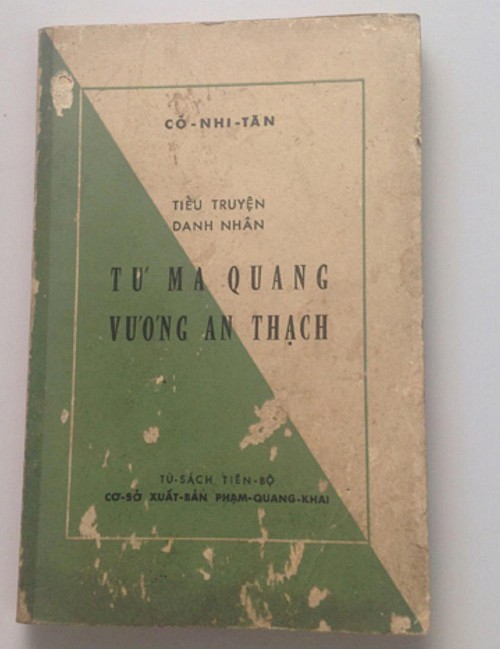 CÔ-NHI-TÂN
TIỂU TRUYỆN
DANH NHÂN
TƯ MA QUANG
VƯƠNG AN THẠCH
TỦ-SÁCH TIẾN-BỘ
CƠ-SỞ XUẤT-BẢN PHẠM-QUANG-KHAI